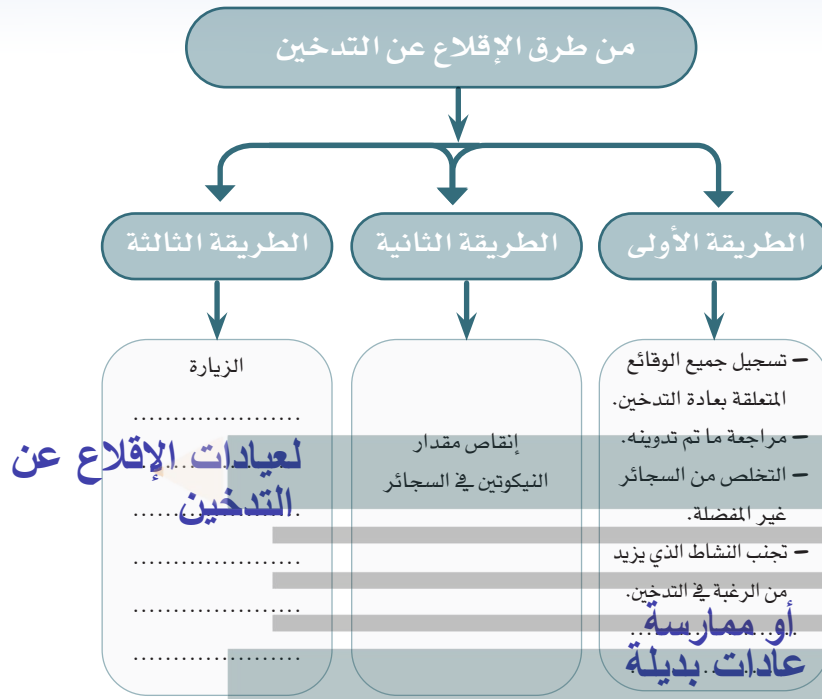 من طرق الإقلاع عن التدخين
الطريقة الأولى
الطريقة الثانية
الطريقة الثالثة
– تسجيل جميع الوقائع
المتعلقة بعادة التدخين.
– مراجعة ما تم تدوينه.
– التخلص من السجائر
غير المفضلة.
– تجنب النشاط الذي يزيد
من الرغبة في التدخين.
أو ممارسة
عادات بديلة
إنقاص مقدار
النيكوتين في السجائر
الزيارة
.....................
لعيادات الإقلاع عن
التدخين
.....................
.....................
.....................